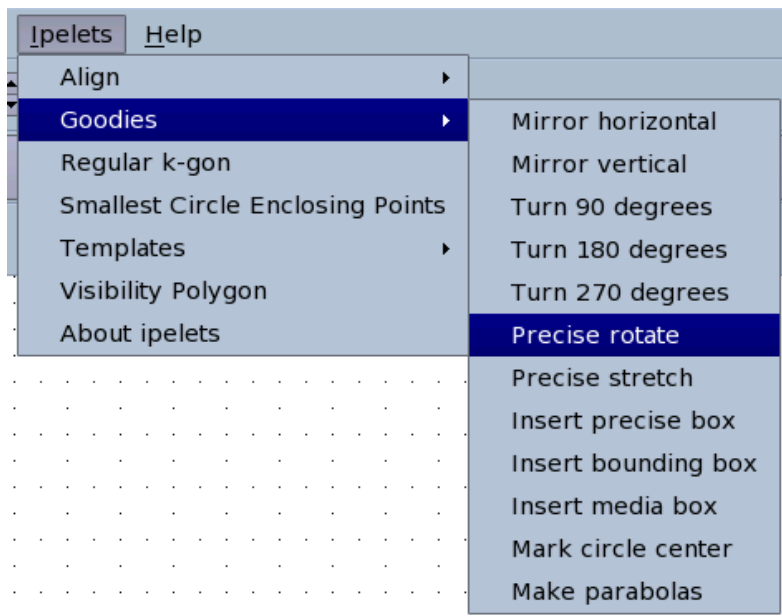 Ipelets Help
Align
Goodies
Regular k-gon
Smallest Circle Enclosing Points
Templates
Visibility Polygon
About ipelets
Mirror horizontal
Mirror vertical
Turn 90 degrees
Turn 180 degrees
Turn 270 degrees
Precise rotate
Precise stretch
Insert precise box
Insert bounding box
Insert media box
Mark circle center
Make parabolas